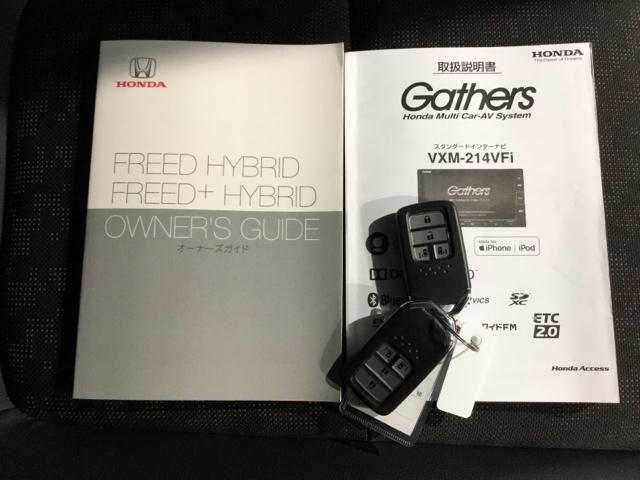 HONDA
FREED HYBRID
FREED+ HYBRID
OWNER'S GUIDE
オーナーズガイド
HONDA
The Power of Dreams
取扱説明書
Gathers
Honda Multi Car-AV System
スタンダードインターナビ
VXM-214VFi
Gathers
Made for
iPhone | iPod
VICS
XC
ワイドFM
ETC
2.0
Honda Access